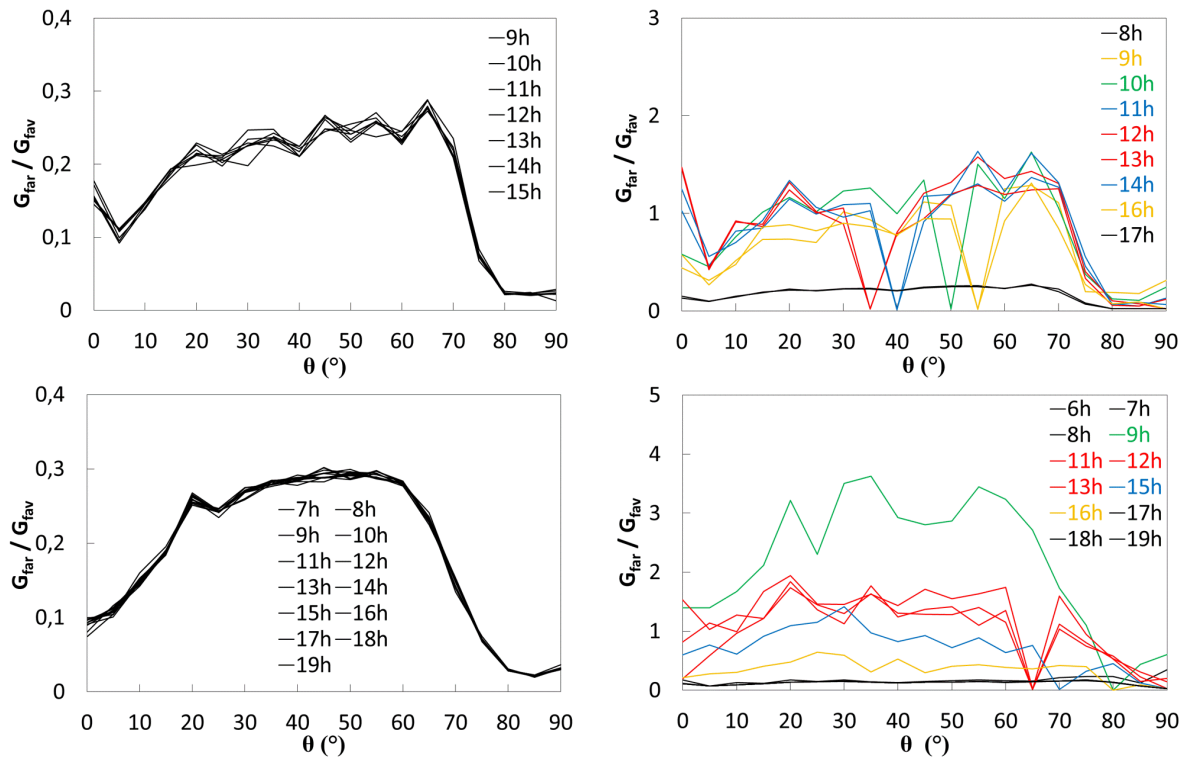 0,4
0,3
0,2
0,1
0
G_far / G_fav
0 10 20 30 40 50 60 70 80 90
θ (°)
9h
10h
11h
12h
13h
14h
15h
3
2
1
0
G_far / G_fav
0 10 20 30 40 50 60 70 80 90
θ (°)
8h
9h
10h
11h
12h
13h
14h
16h
17h
0,4
0,3
0,2
0,1
0
G_far / G_fav
0 10 20 30 40 50 60 70 80 90
θ (°)
7h 8h
9h 10h
11h 12h
13h 14h
15h 16h
17h 18h
19h
5
4
3
2
1
0
G_far / G_fav
0 10 20 30 40 50 60 70 80 90
θ (°)
6h 7h
8h 9h
11h 12h
13h 15h
16h 17h
18h 19h